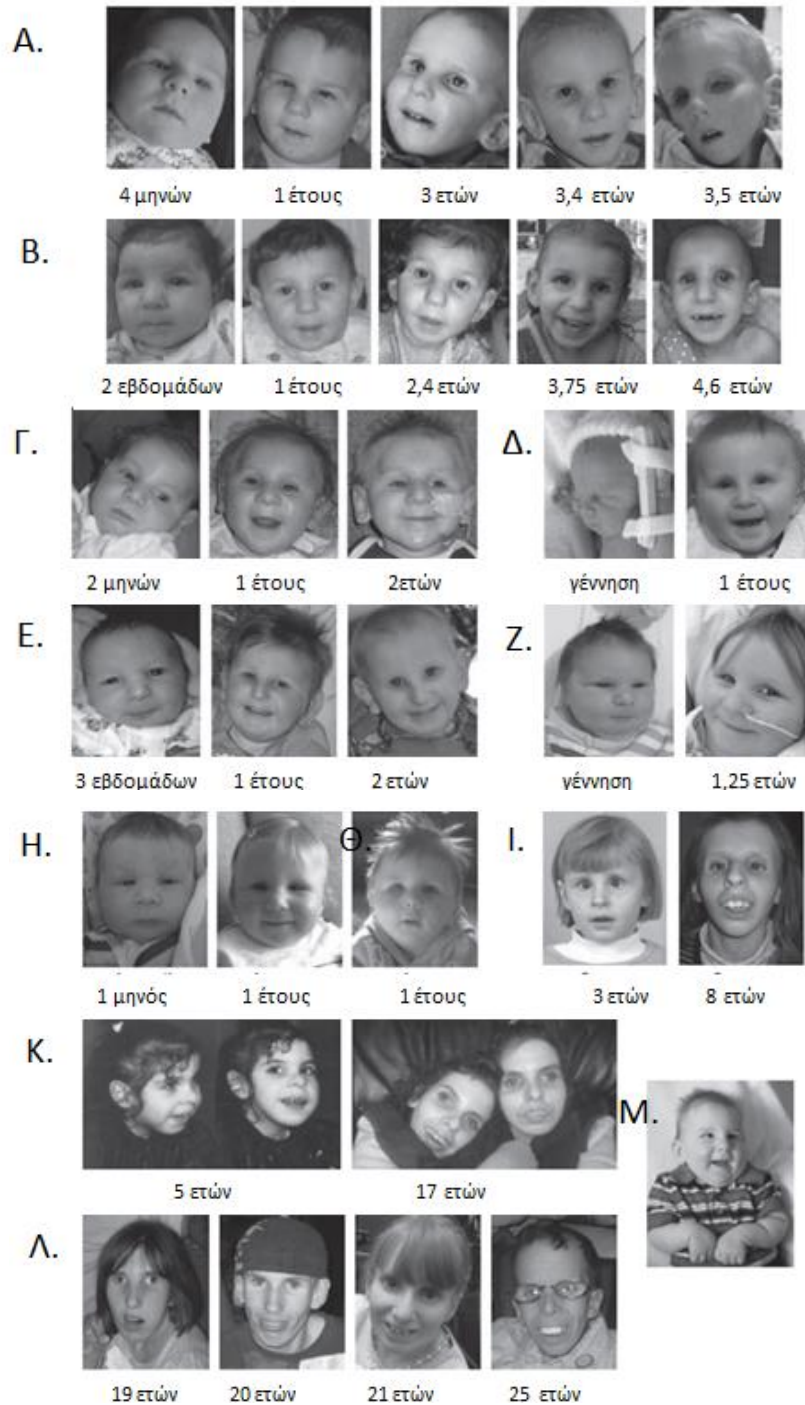 Α.
4 μηνών 1 έτους 3 ετών 3,4 ετών 3,5 ετών
Β.
2 εβδομάδων 1 έτους 2,4 ετών 3,75 ετών 4,6 ετών
Γ. Δ.
2 μηνών 1 έτους 2ετών γέννηση 1 έτους
Ε. Ζ.
3 εβδομάδων 1 έτους 2 ετών γέννηση 1,25 ετών
Η. Θ. Ι.
1 μηνός 1 έτους 1 έτους 3 ετών 8 ετών
Κ.
Μ.
5 ετών 17 ετών
Λ.
19 ετών 20 ετών 21 ετών 25 ετών